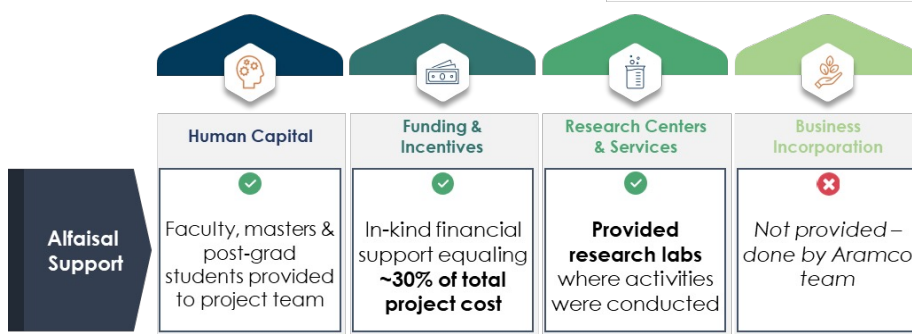 Human Capital
Funding &
Incentives
Research Centers
& Services
Business
Incorporation
Alfaisal
Support
Faculty, masters &
post-grad
students provided
to project team
In-kind financial
support equaling
~30% of total
project cost
Provided
research labs
where activities
were conducted
Not provided –
done by Aramco
team